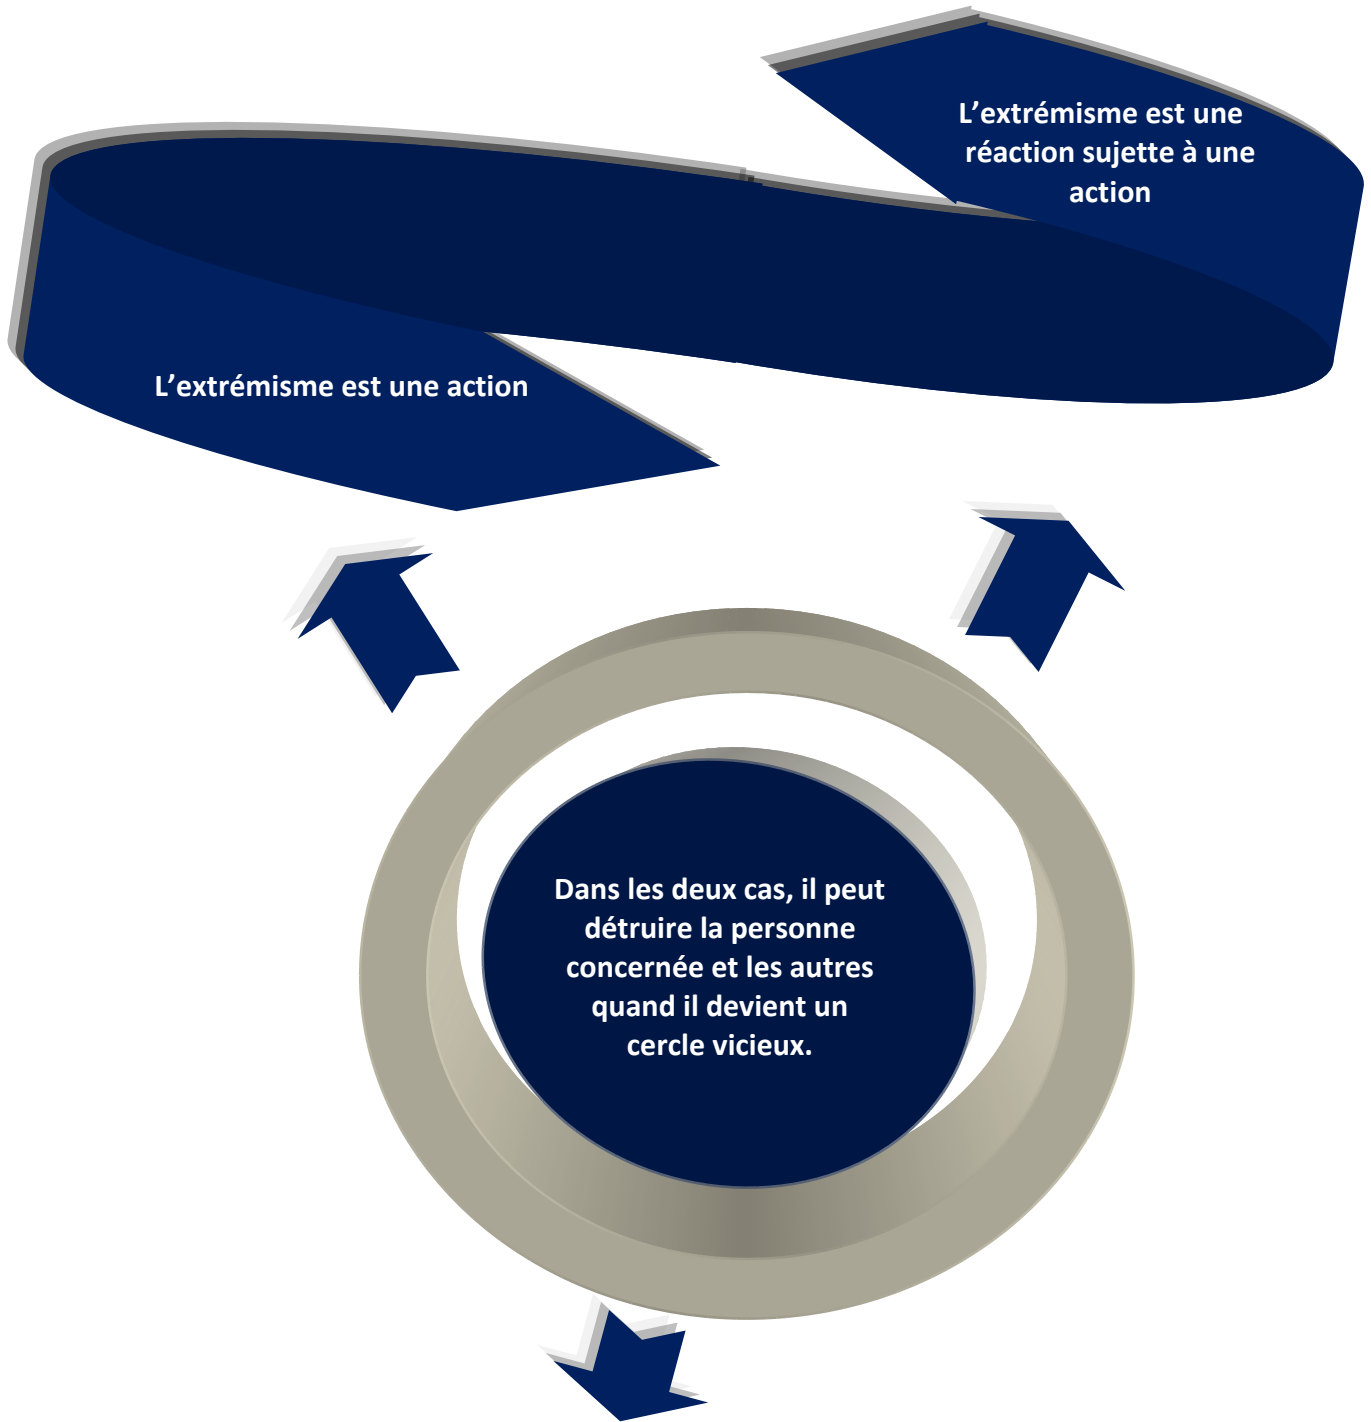 L’extrémisme est une
réaction sujette à une
action
L’extrémisme est une action
Dans les deux cas, il peut
détruire la personne
concernée et les autres
quand il devient un
cercle vicieux.